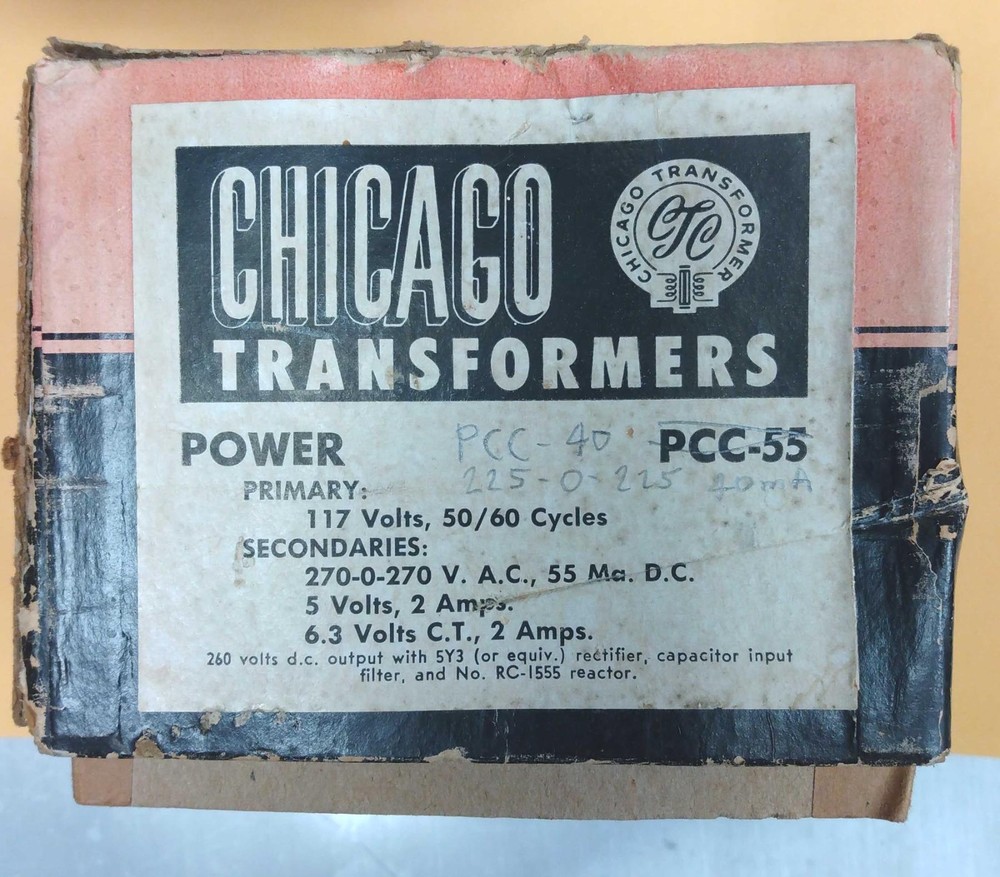 CHICAGO
CHICAGO TRANSFORMER
CTC
TRANSFORMERS
POWER PCC-40 PCC-55
225-0-225 40mA
PRIMARY:
117 Volts, 50/60 Cycles
SECONDARIES:
270-0-270 V. A.C., 55 Ma. D.C.
5 Volts, 2 Amps.
6.3 Volts C.T., 2 Amps.
260 volts d.c. output with 5Y3 (or equiv.) rectifier, capacitor input
filter, and No. RC-1555 reactor.